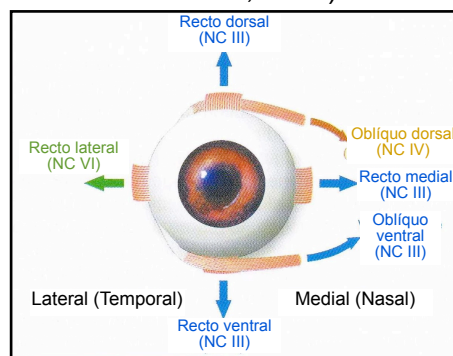 Recto dorsal
(NC III)
Oblíquo dorsal
(NC IV)
Recto lateral
(NC VI)
Recto medial
(NC III)
Oblíquo
ventral
(NC III)
Lateral (Temporal)
Medial (Nasal)
Recto ventral
(NC III)